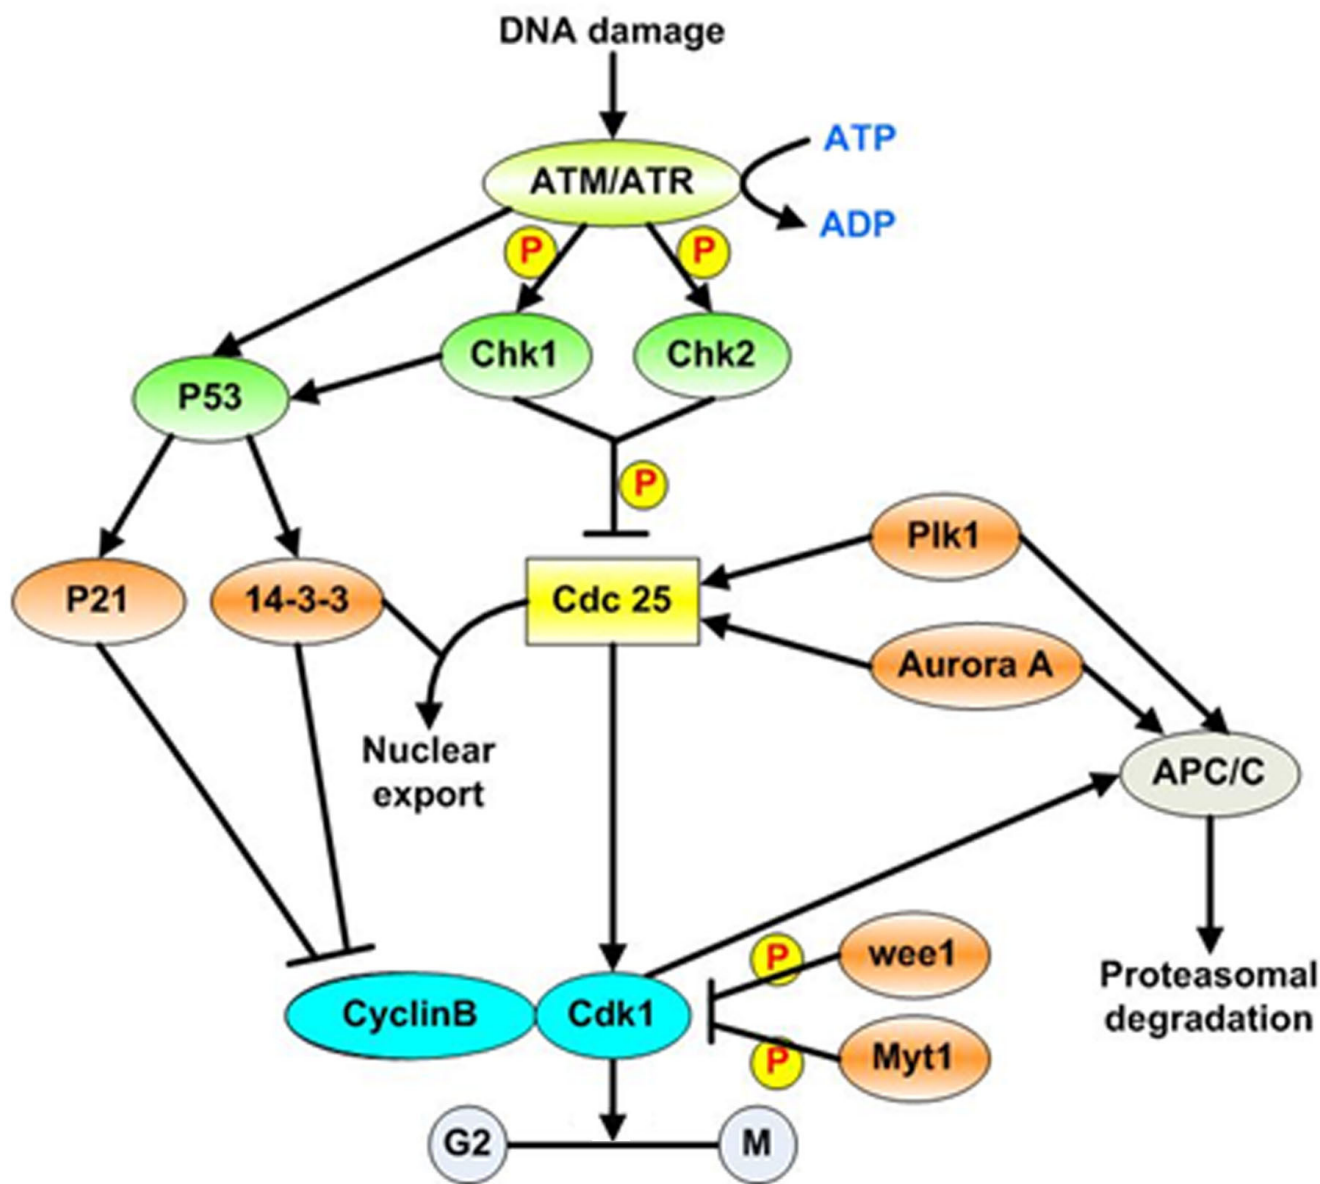 DNA damage
ATP
ATM/ATR
ADP
P
P
Chk1
Chk2
P53
P
Plk1
P21
14-3-3
Cdc 25
Aurora A
Nuclear
export
APC/C
wee1
P
Proteasomal
degradation
CyclinB
Cdk1
Myt1
P
G2
M